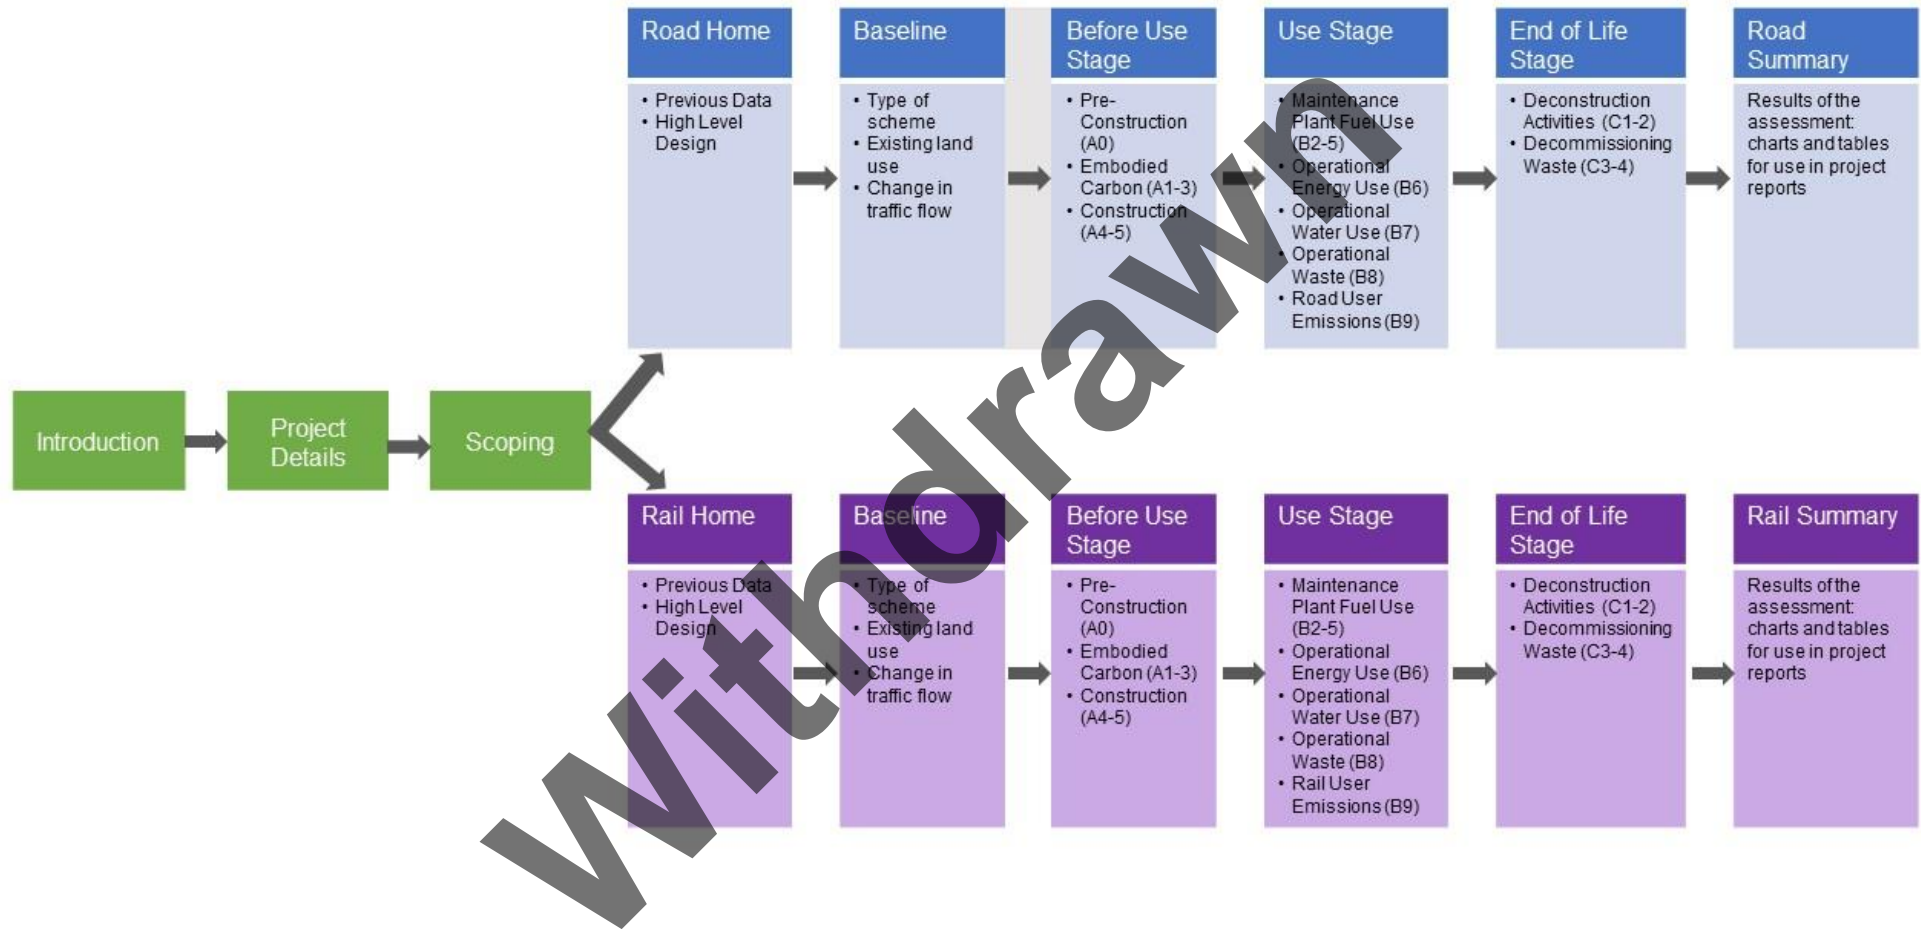 Road Home
• Previous Data
• High Level
Design
Baseline
• Type of
scheme
• Existing land
use
• Change in
traffic flow
Before Use
Stage
• Pre-
Construction
(A0)
• Embodied
Carbon (A1-3)
• Construction
(A4-5)
Use Stage
• Maintenance
Plant Fuel Use
(B2-5)
• Operational
Energy Use (B6)
• Operational
Water Use (B7)
• Operational
Waste (B8)
• Road User
Emissions (B9)
End of Life
Stage
• Deconstruction
Activities (C1-2)
• Decommissioning
Waste (C3-4)
Road
Summary
Results of the
assessment:
charts and tables
for use in project
reports
Introduction
Project
Details
Scoping
Rail Home
• Previous Data
• High Level
Design
Baseline
• Type of
scheme
• Existing land
use
• Change in
traffic flow
Before Use
Stage
• Pre-
Construction
(A0)
• Embodied
Carbon (A1-3)
• Construction
(A4-5)
Use Stage
• Maintenance
Plant Fuel Use
(B2-5)
• Operational
Energy Use (B6)
• Operational
Water Use (B7)
• Operational
Waste (B8)
• Rail User
Emissions (B9)
End of Life
Stage
• Deconstruction
Activities (C1-2)
• Decommissioning
Waste (C3-4)
Rail Summary
Results of the
assessment:
charts and tables
for use in project
reports
Withdrawn